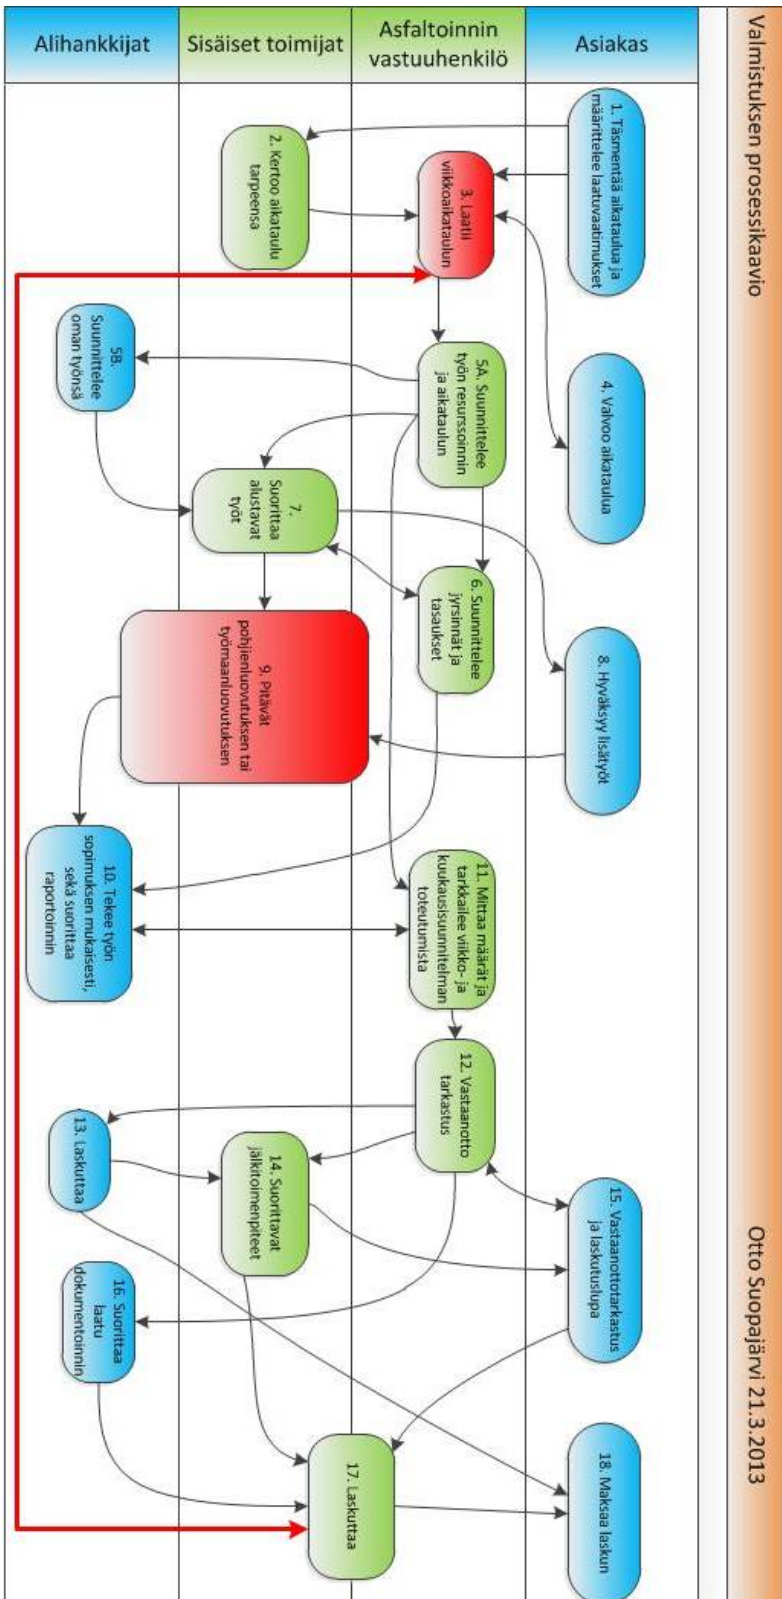 Valmistuksen prosessikaavio
Otto Suopajärvi 21.3.2013
Asiakas
Asfaltoinnin
vastuuhenkilö
Sisäiset toimijat
Alihankkijat
1. Täsmentää aikataulua ja
määrittelee laatuvaatimukset
2. Kertoo aikataulu
tarpeensa
3. Laatii
viikkoaikataulun
4. Valvoo aikataulua
5A. Suunnittelee
työn resurssoinnin
ja aikataulun
5B.
Suunnittelee
oman työnsä
6. Suunnittelee
jyrsinnät ja
tasaukset
7.
Suorittaa
alustavat
työt
8. Hyväksyy lisätyöt
9. Pitävät
pohjienluovutuksen tai
työmaanluovutuksen
10. Tekee työn
sopimuksen mukaisesti,
sekä suorittaa
raportoinnin
11. Mittaa määrät ja
tarkkailee viikko- ja
kuukausisuunnitelman
toteutumista
12. Vastaanotto
tarkastus
13. Laskuttaa
14. Suorittavat
jälkitoimenpiteet
15. Vastaanottotarkastus
ja laskutuslupa
16. Suorittaa
laatu
dokumentoinnin
17. Laskuttaa
18. Maksaa laskun